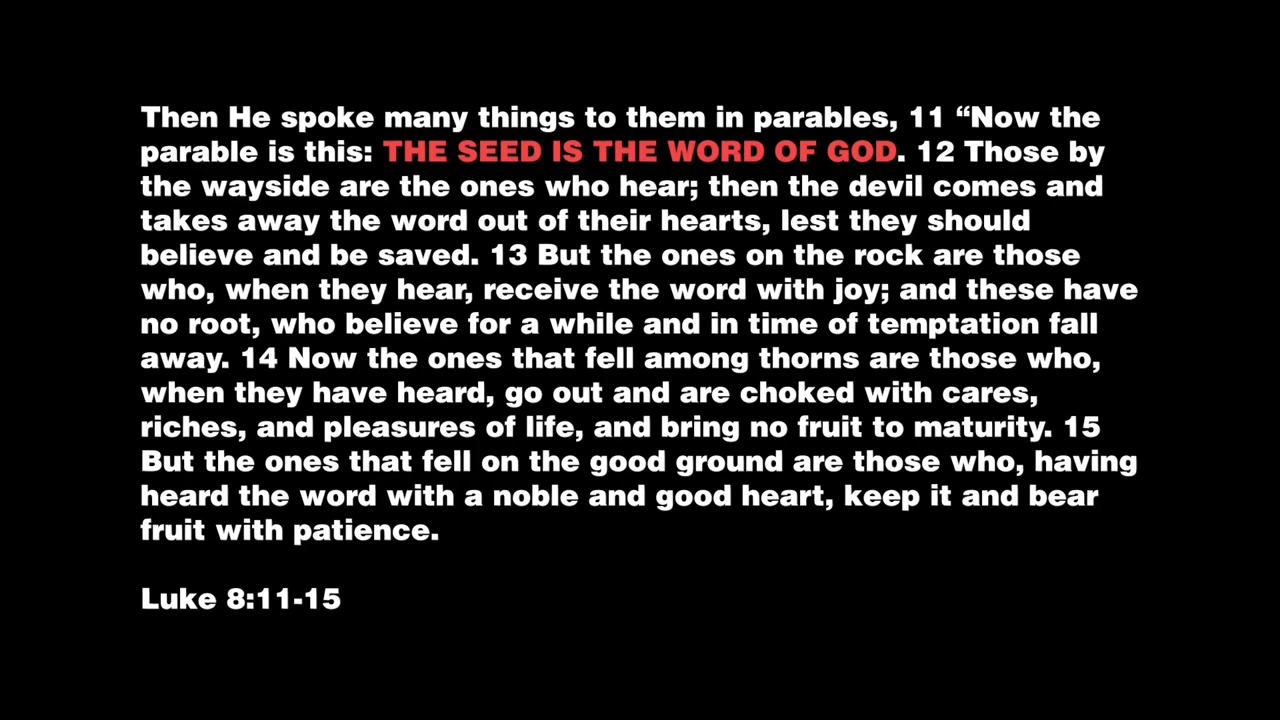 Then He spoke many things to them in parables, 11 “Now the
parable is this: THE SEED IS THE WORD OF GOD. 12 Those by
the wayside are the ones who hear; then the devil comes and
takes away the word out of their hearts, lest they should
believe and be saved. 13 But the ones on the rock are those
who, when they hear, receive the word with joy; and these have
no root, who believe for a while and in time of temptation fall
away. 14 Now the ones that fell among thorns are those who,
when they have heard, go out and are choked with cares,
riches, and pleasures of life, and bring no fruit to maturity. 15
But the ones that fell on the good ground are those who, having
heard the word with a noble and good heart, keep it and bear
fruit with patience.
Luke 8:11-15